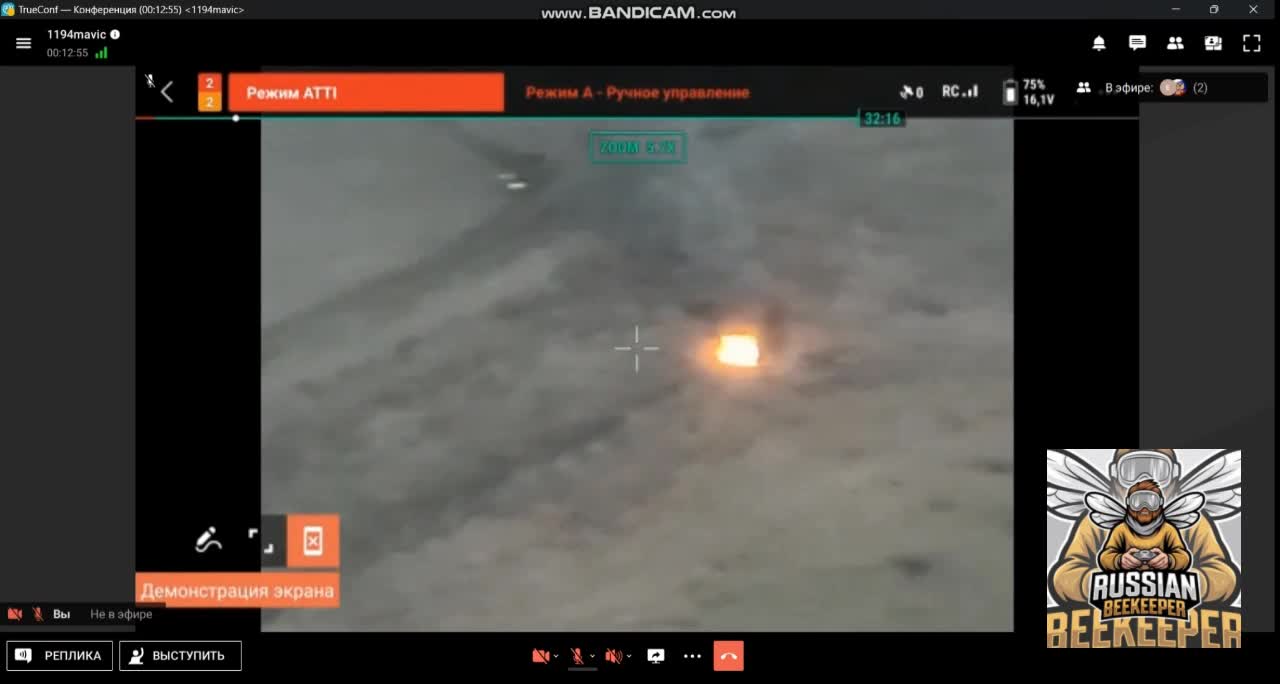 TrueConf — Конференция (00:12:55) <1194mavic>
www.BANDICAM.com
1194mavic
00:12:55
2
2
Режим ATTI
Режим А - Ручное управление
0
RC
75%
16,1V
В эфире:
(2)
32:16
ZOOM 5.7X
Демонстрация экрана
Вы
Не в эфире
РЕПЛИКА
ВЫСТУПИТЬ
RUSSIAN
BEEKEEPER
BEEKEEPER